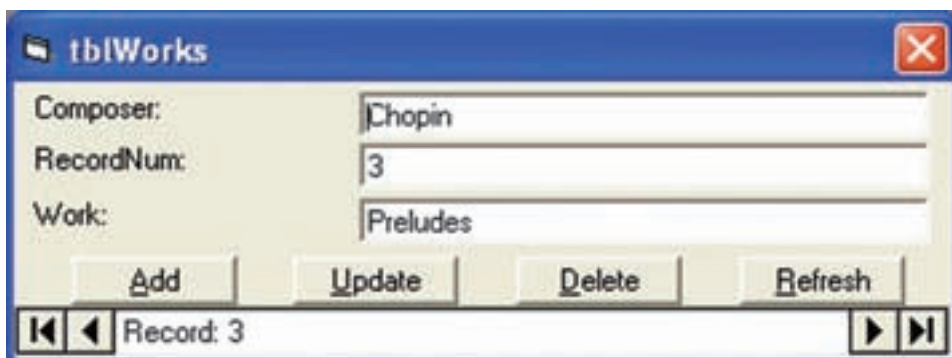 tblWorks
Composer: Chopin
RecordNum: 3
Work: Preludes
Add Update Delete Refresh
Record: 3